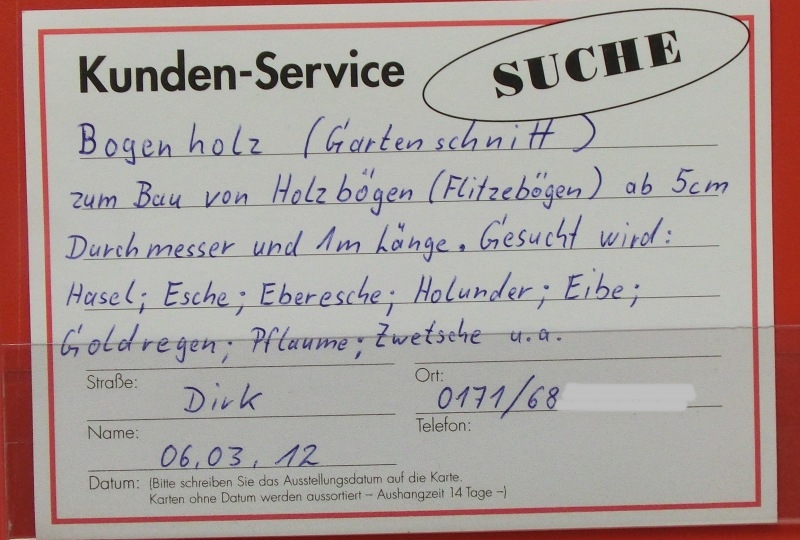 Kunden-Service
SUCHE
Bogenholz (Gartenschnitt)
zum Bau von Holzbögen (Flitzebögen) ab 5cm
Durchmesser und 1m Länge. Gesucht wird:
Hasel; Esche; Eberesche; Holunder; Eibe;
Goldregen; Pflaume; Zwetsche u.a.
Straße:
Ort:
Dirk
0171/68
Name:
Telefon:
06.03.12
Datum: (Bitte schreiben Sie das Ausstellungsdatum auf die Karte.
Karten ohne Datum werden aussortiert – Aushangzeit 14 Tage –)